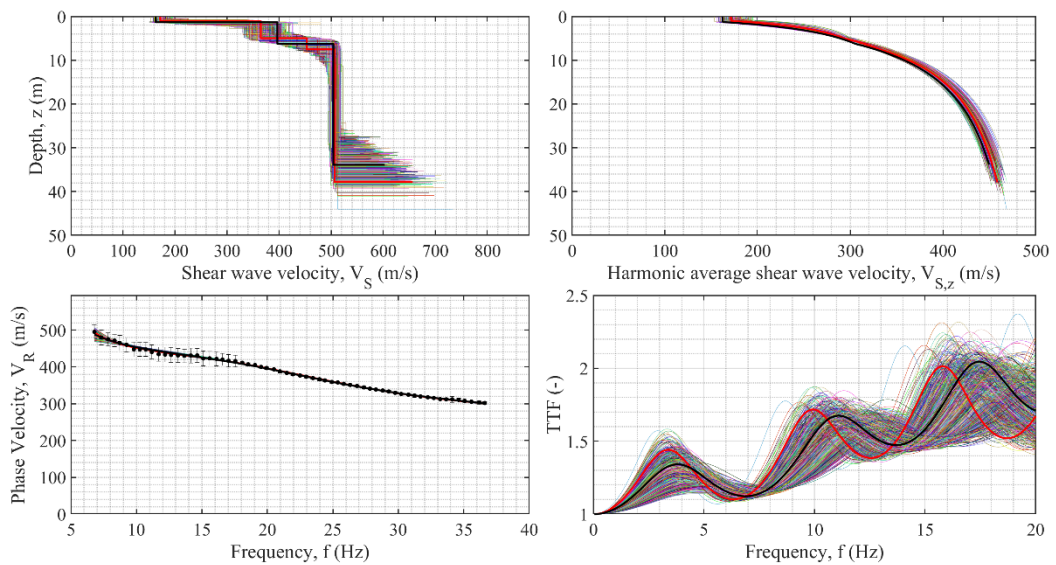 0
10
20
30
40
50
Depth, z (m)
0 100 200 300 400 500 600 700 800
Shear wave velocity, V_S (m/s)
0
10
20
30
40
50
0 100 200 300 400 500
Harmonic average shear wave velocity, V_S,z (m/s)
500
400
300
200
100
0
Phase Velocity, V_R (m/s)
5 10 15 20 25 30 35 40
Frequency, f (Hz)
2.5
2
1.5
1
TTF (-)
0 5 10 15 20
Frequency, f (Hz)